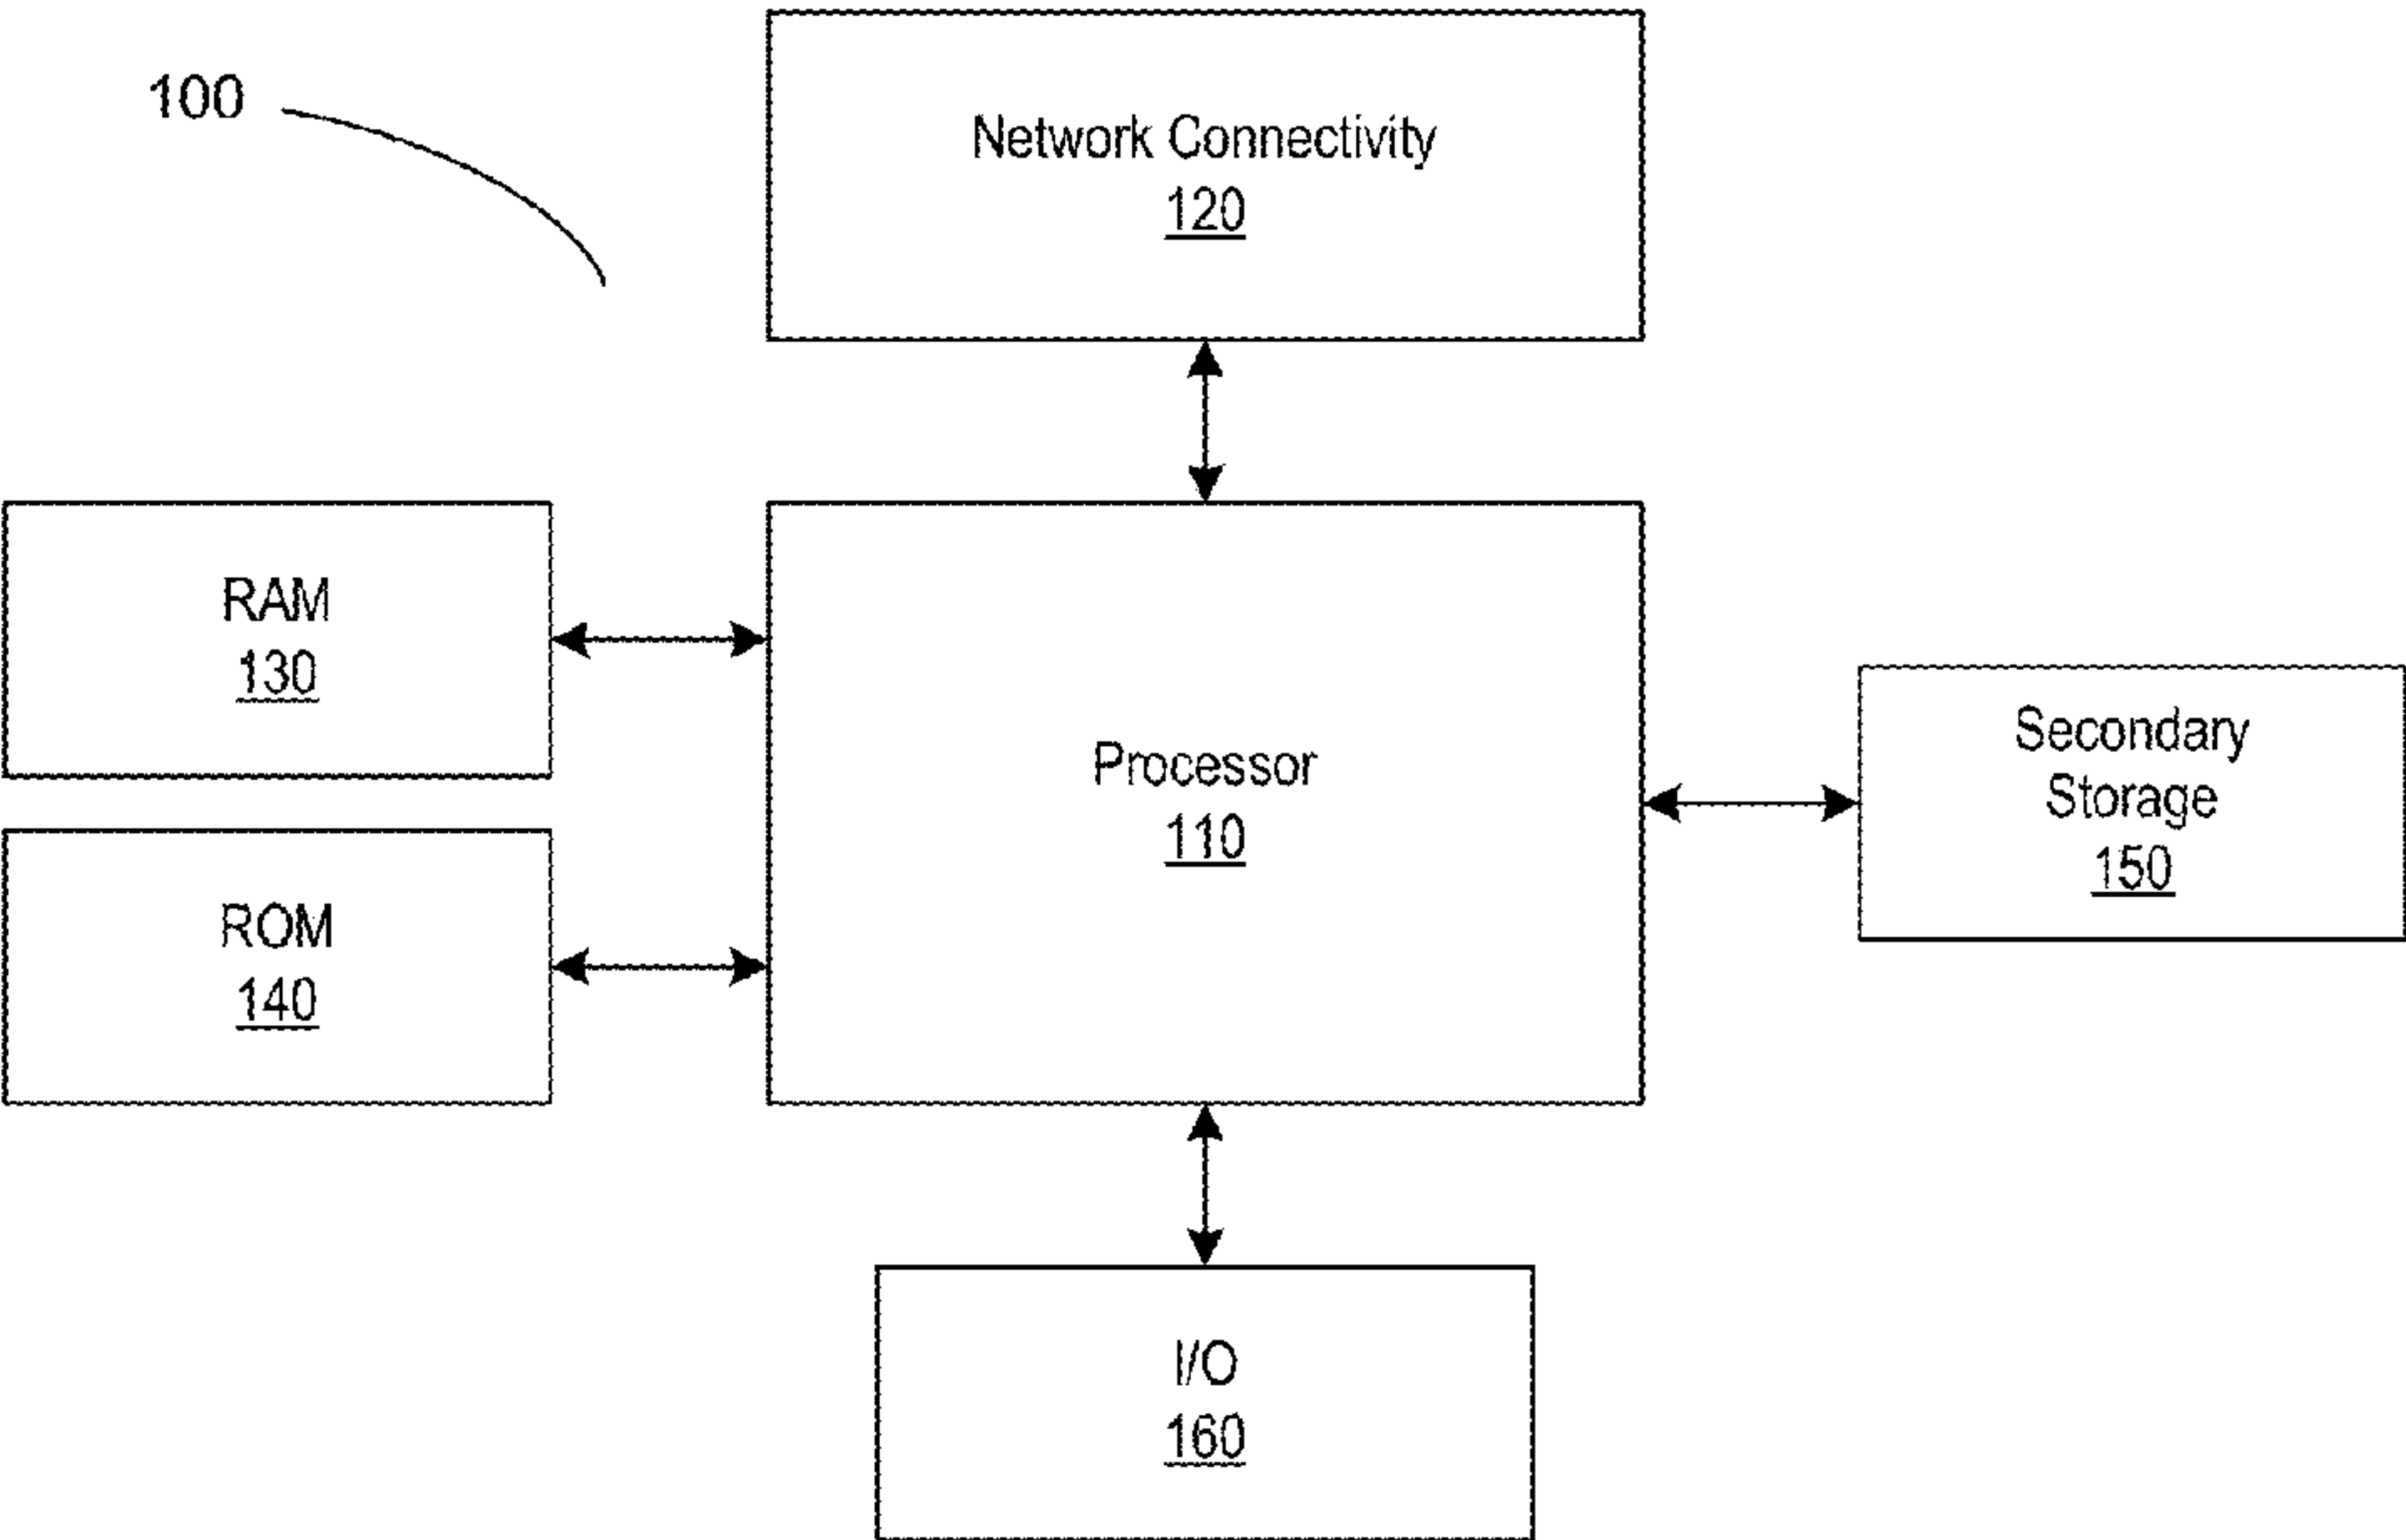 100
Network Connectivity
120
RAM
130
Processor
110
Secondary
Storage
150
ROM
140
I/O
160